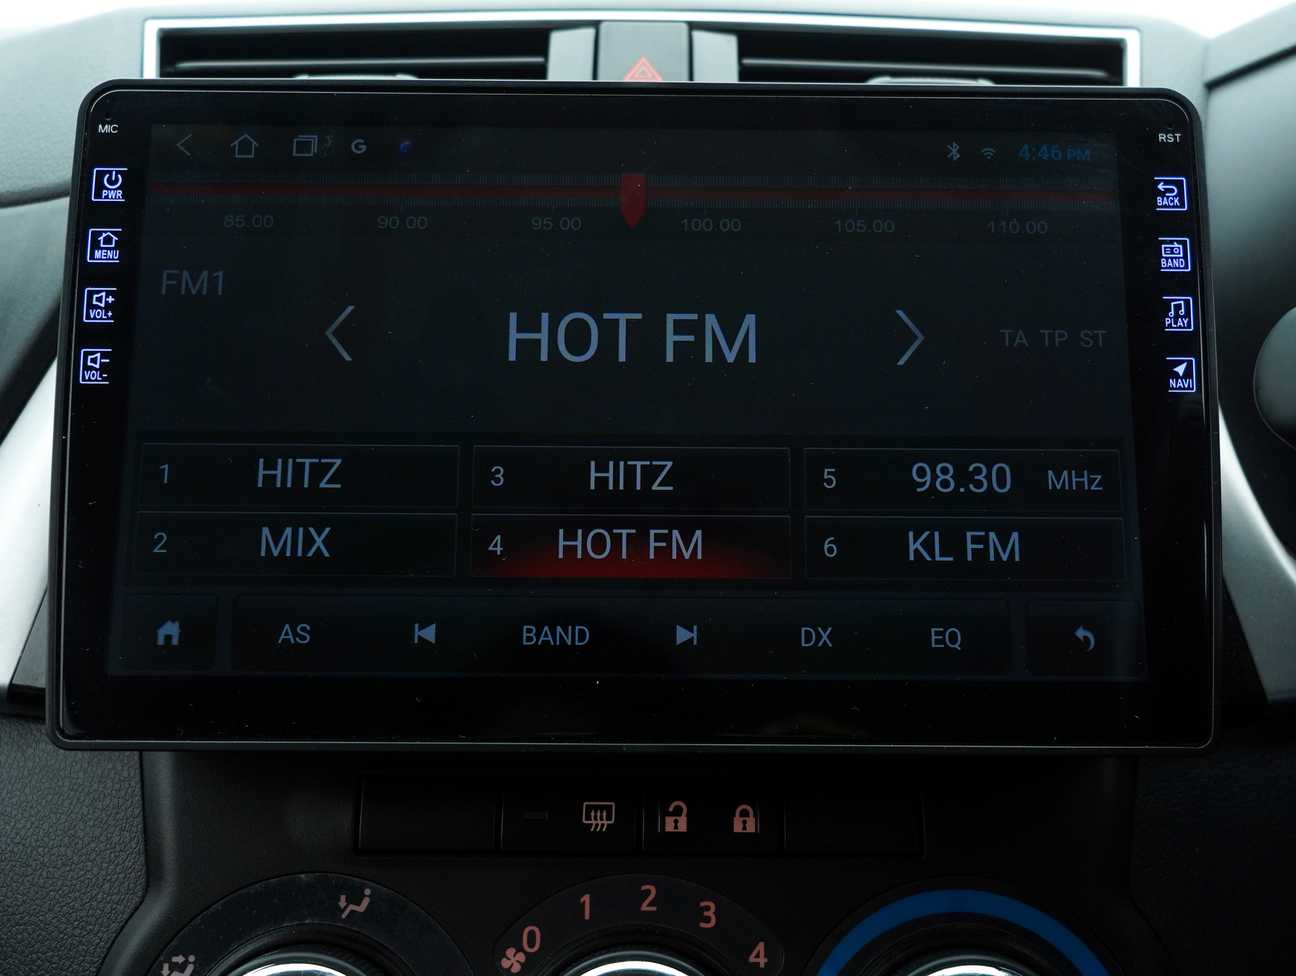 MIC
RST
G
4:46 PM
PWR
MENU
VOL+
VOL-
BACK
BAND
PLAY
NAVI
85.00 90.00 95.00 100.00 105.00 110.00
FM1
HOT FM
TA TP ST
1 HITZ
3 HITZ
5 98.30 MHz
2 MIX
4 HOT FM
6 KL FM
AS BAND DX EQ
0 1 2 3 4